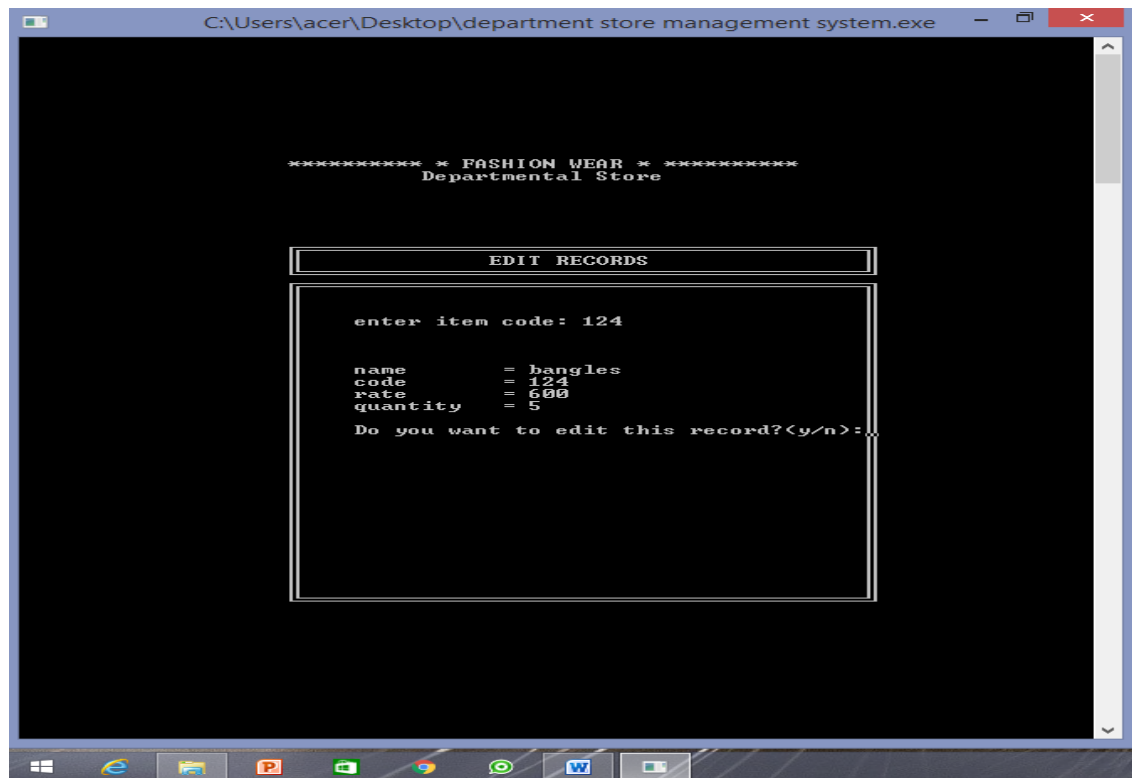 C:\Users\acer\Desktop\department store management system.exe
********** * FASHION WEAR * **********
Departmental Store
EDIT RECORDS
enter item code: 124
name = bangles
code = 124
rate = 600
quantity = 5
Do you want to edit this record?(y/n):